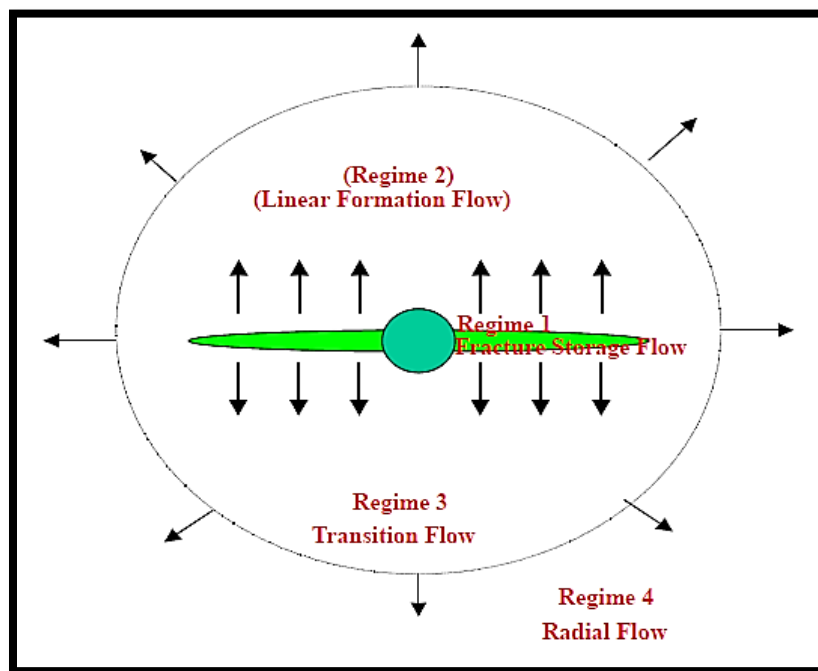 (Regime 2)
(Linear Formation Flow)
Regime 1
Fracture Storage Flow
Regime 3
Transition Flow
Regime 4
Radial Flow